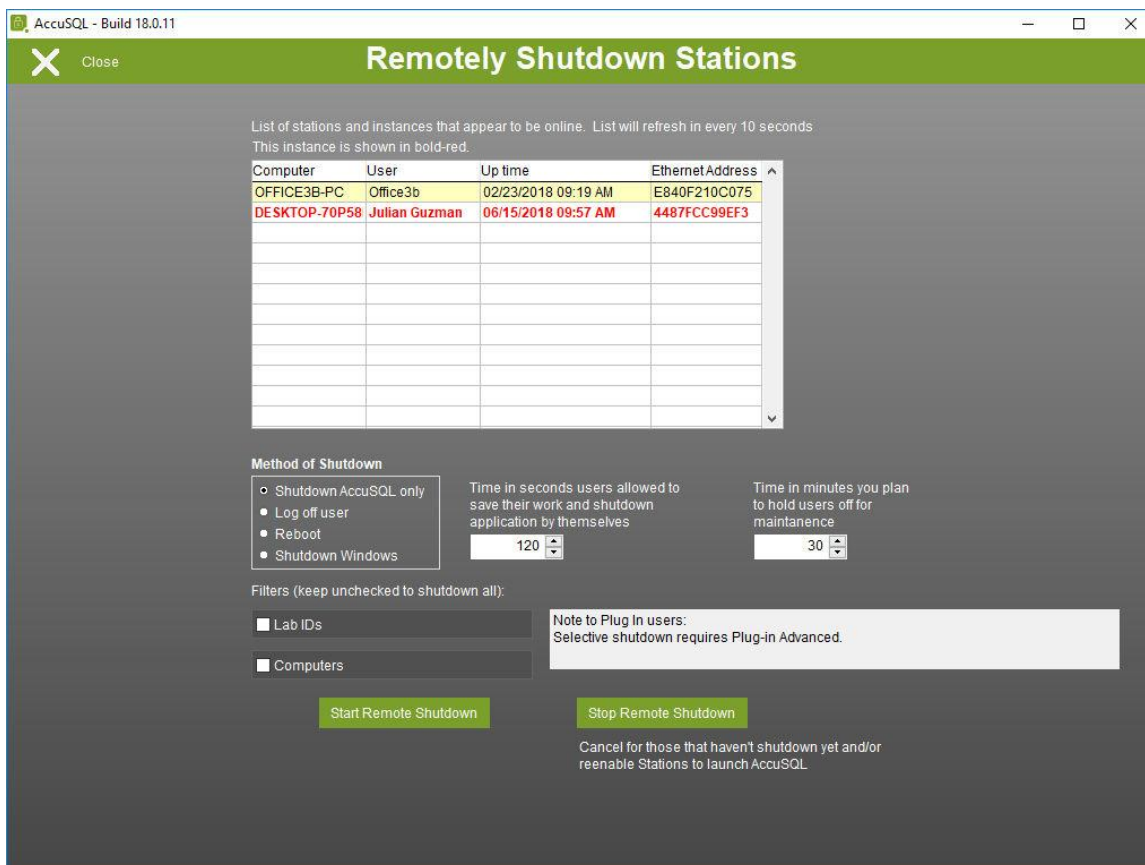 AccuSQL - Build 18.0.11
Close
Remotely Shutdown Stations
List of stations and instances that appear to be online. List will refresh in every 10 seconds
This instance is shown in bold-red.
Computer User Up time Ethernet Address
OFFICE3B-PC Office3b 02/23/2018 09:19 AM E840F210C075
DESKTOP-70P58 Julian Guzman 06/15/2018 09:57 AM 4487FCC99EF3
Method of Shutdown
Shutdown AccuSQL only
Log off user
Reboot
Shutdown Windows
Time in seconds users allowed to
save their work and shutdown
application by themselves
120
Time in minutes you plan
to hold users off for
maintanence
30
Filters (keep unchecked to shutdown all):
Lab IDs
Computers
Note to Plug In users:
Selective shutdown requires Plug-in Advanced.
Start Remote Shutdown
Stop Remote Shutdown
Cancel for those that haven't shutdown yet and/or
reenable Stations to launch AccuSQL